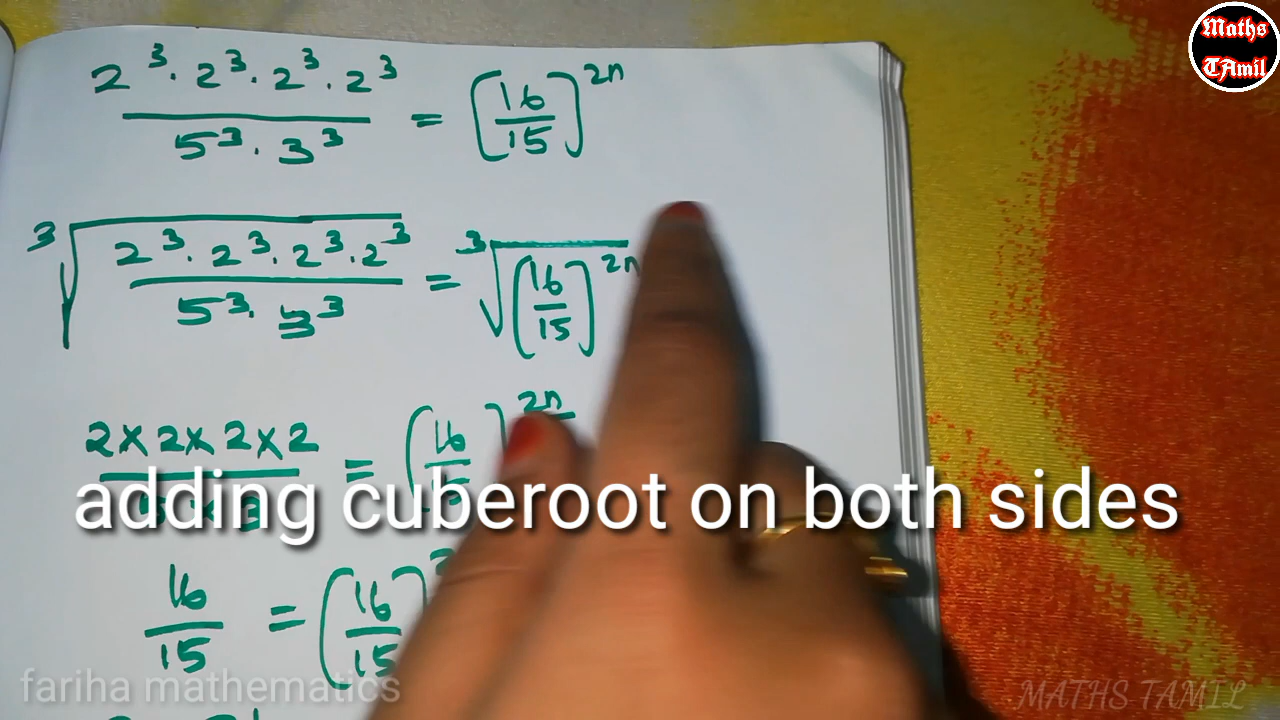 Maths
TAmil
2³·2³·2³·2³ / 5³·3³ = [16/15]²ⁿ
³√(2³·2³·2³·2³ / 5³·3³) = ³√([16/15]²ⁿ)
2×2×2×2 = (16/15)²ⁿ
adding cuberoot on both sides
16/15 = (16/15
fariha mathematics
MATHS TAMIL